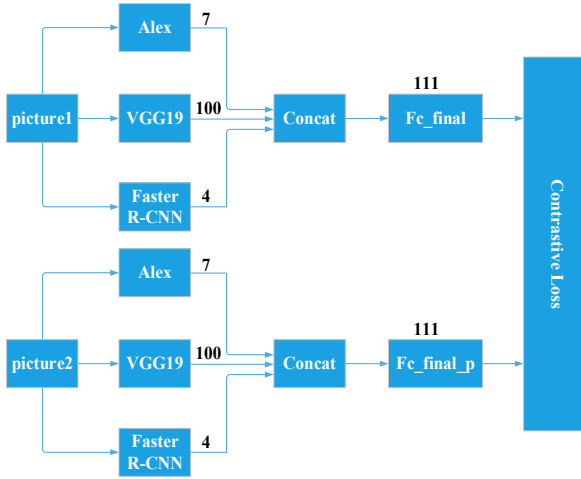 Alex
7
picture1
VGG19
100
Concat
111
Fc_final
Faster
R-CNN
4
Contrastive Loss
Alex
7
picture2
VGG19
100
Concat
111
Fc_final_p
Faster
R-CNN
4